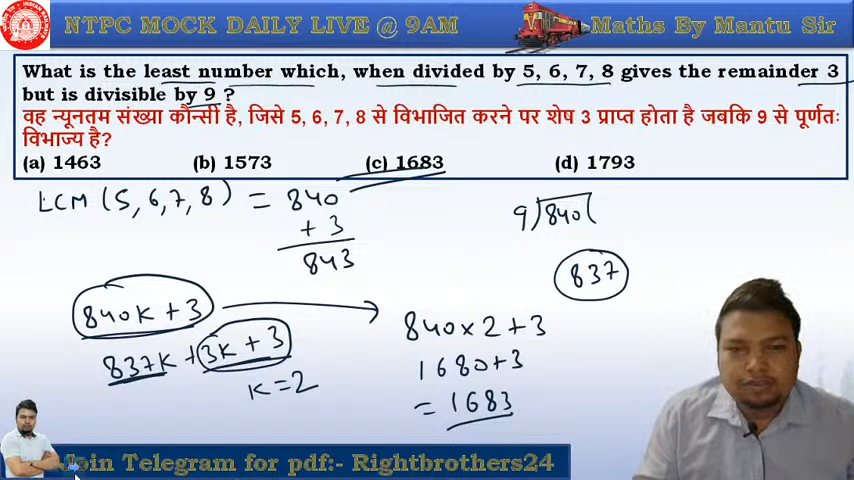 NTPC MOCK DAILY LIVE @ 9AM Maths By Mantu Sir
What is the least number which, when divided by 5, 6, 7, 8 gives the remainder 3
but is divisible by 9 ?
वह न्यूनतम संख्या कौन्सी है, जिसे 5, 6, 7, 8 से विभाजित करने पर शेष 3 प्राप्त होता है जबकि 9 से पूर्णतः
विभाज्य है?
(a) 1463 (b) 1573 (c) 1683 (d) 1793
LCM (5, 6, 7, 8) = 840
+ 3
843
9)840(
837
840K + 3
837K + 3K + 3
K = 2
840 x 2 + 3
1680 + 3
= 1683
Join Telegram for pdf:- Rightbrothers24